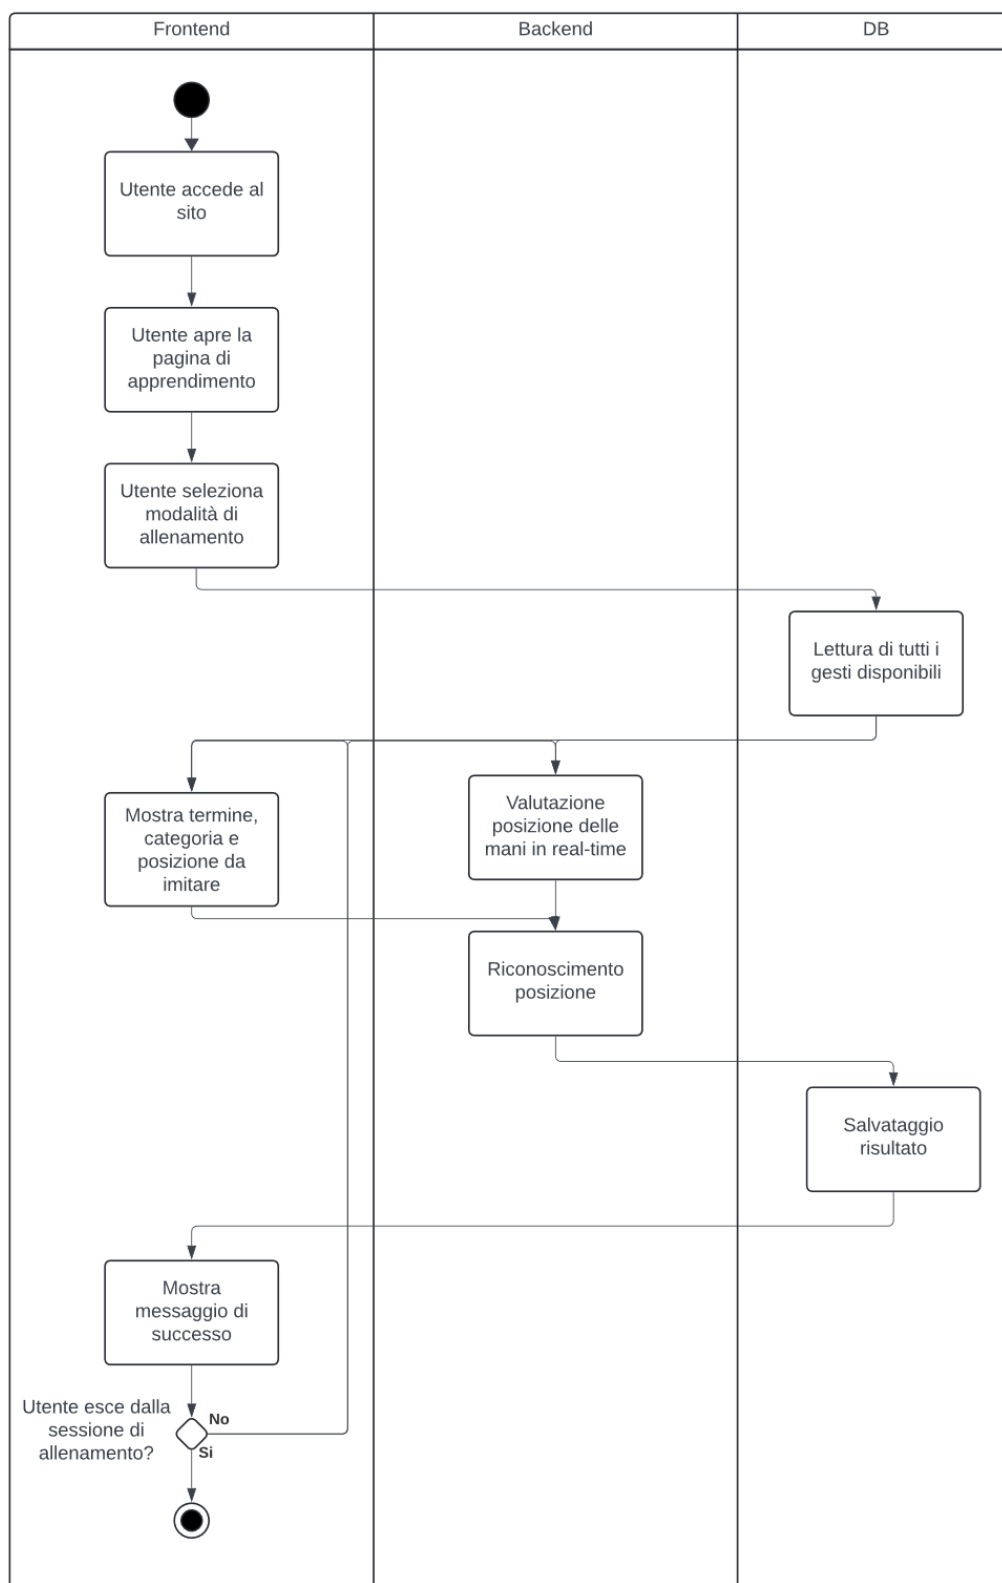 Frontend
Backend
DB
Utente accede al
sito
Utente apre la
pagina di
apprendimento
Utente seleziona
modalità di
allenamento
Lettura di tutti i
gesti disponibili
Mostra termine,
categoria e
posizione da
imitare
Valutazione
posizione delle
mani in real-time
Riconoscimento
posizione
Salvataggio
risultato
Mostra
messaggio di
successo
Utente esce dalla
sessione di
allenamento?
No
Si